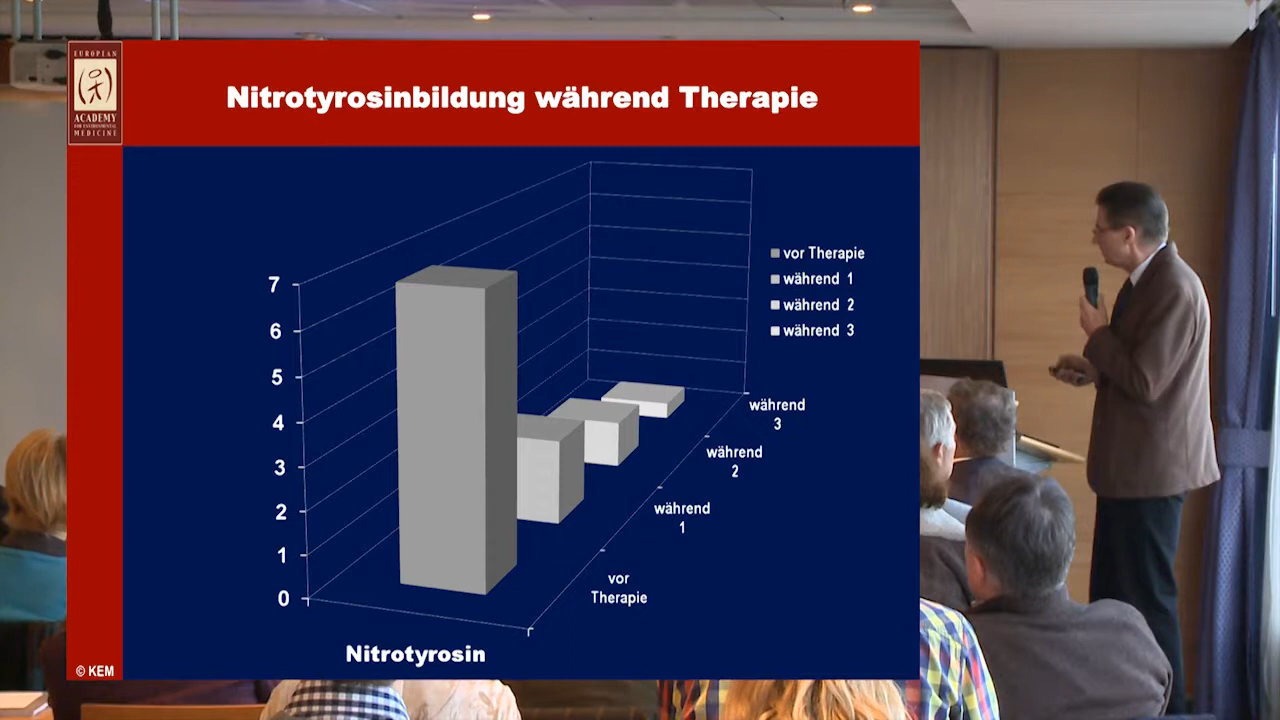 EUROPEAN
ACADEMY
FOR ENVIRONMENTAL
MEDICINE
Nitrotyrosinbildung während Therapie
7
6
5
4
3
2
1
0
vor Therapie
während 1
während 2
während 3
während
3
während
2
während
1
vor
Therapie
Nitrotyrosin
© KEM